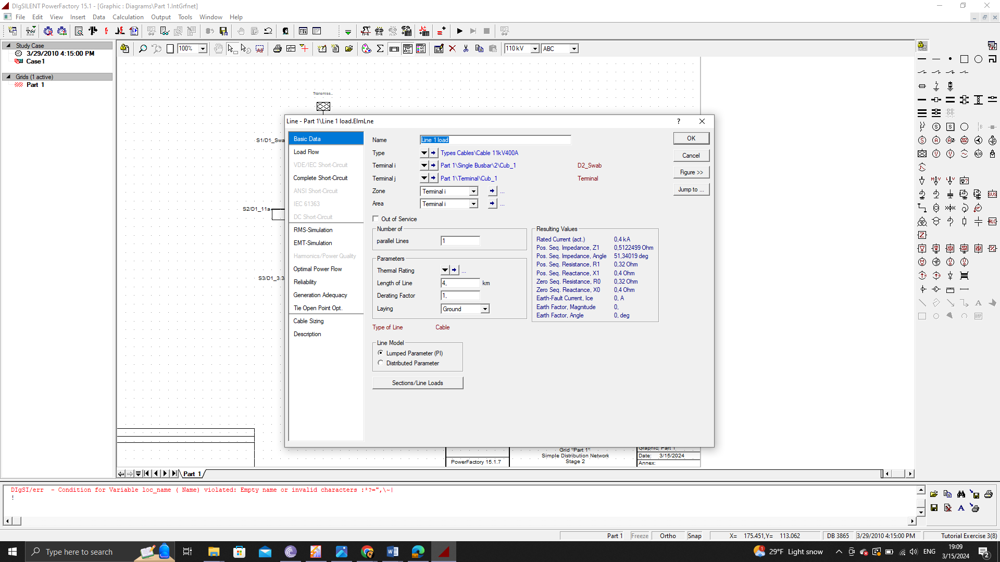 DIgSILENT PowerFactory 15.1 - [Graphic : Diagrams\Part 1.IntGrfnet]
File Edit View Insert Data Calculation Output Tools Window Help
100%
110 kV
ABC
Study Case
3/29/2010 4:15:00 PM
Case1
Grids (1 active)
Part 1
Transmiss..
S1/D1_Swa
S2/D1_11a
S3/D1_3.3
Line - Part 1\Line 1 load.ElmLne
?
Basic Data
Load Flow
VDE/IEC Short-Circuit
Complete Short-Circuit
ANSI Short-Circuit
IEC 61363
DC Short-Circuit
RMS-Simulation
EMT-Simulation
Harmonics/Power Quality
Optimal Power Flow
Reliability
Generation Adequacy
Tie Open Point Opt.
Cable Sizing
Description
Name Line 1 load
Type Types Cables\Cable 11kV400A
Terminal i Part 1\Single Busbar\2\Cub_1 D2_Swab
Terminal j Part 1\Terminal\Cub_1 Terminal
Zone Terminal i ...
Area Terminal i ...
Out of Service
Number of
parallel Lines 1
Parameters
Thermal Rating ...
Length of Line 4, km
Derating Factor 1,
Laying Ground
Type of Line Cable
Line Model
Lumped Parameter (PI)
Distributed Parameter
Sections/Line Loads
Resulting Values
Rated Current (act.) 0,4 kA
Pos. Seq. Impedance, Z1 0,5122499 Ohm
Pos. Seq. Impedance, Angle 51,34019 deg
Pos. Seq. Resistance, R1 0,32 Ohm
Pos. Seq. Reactance, X1 0,4 Ohm
Zero Seq. Resistance, R0 0,32 Ohm
Zero Seq. Reactance, X0 0,4 Ohm
Earth-Fault Current, Ice 0, A
Earth Factor, Magnitude 0,
Earth Factor, Angle 0, deg
OK
Cancel
Figure >>
Jump to ...
PowerFactory 15.1.7
Grid "Part 1"
Simple Distribution Network
Stage 2
Graphic: Part 1
Date: 3/15/2024
Annex:
Part 1
DIgSI/err - Condition for Variable loc_name ( Name) violated: Empty name or invalid characters :*?=",\~|
!
Part 1 Freeze Ortho Snap X= 175.451,Y= 113.062 DB 3865 3/29/2010 4:15:00 PM Tutorial Exercise 3(8)
Type here to search
29°F Light snow
ENG
19:09
3/15/2024
2